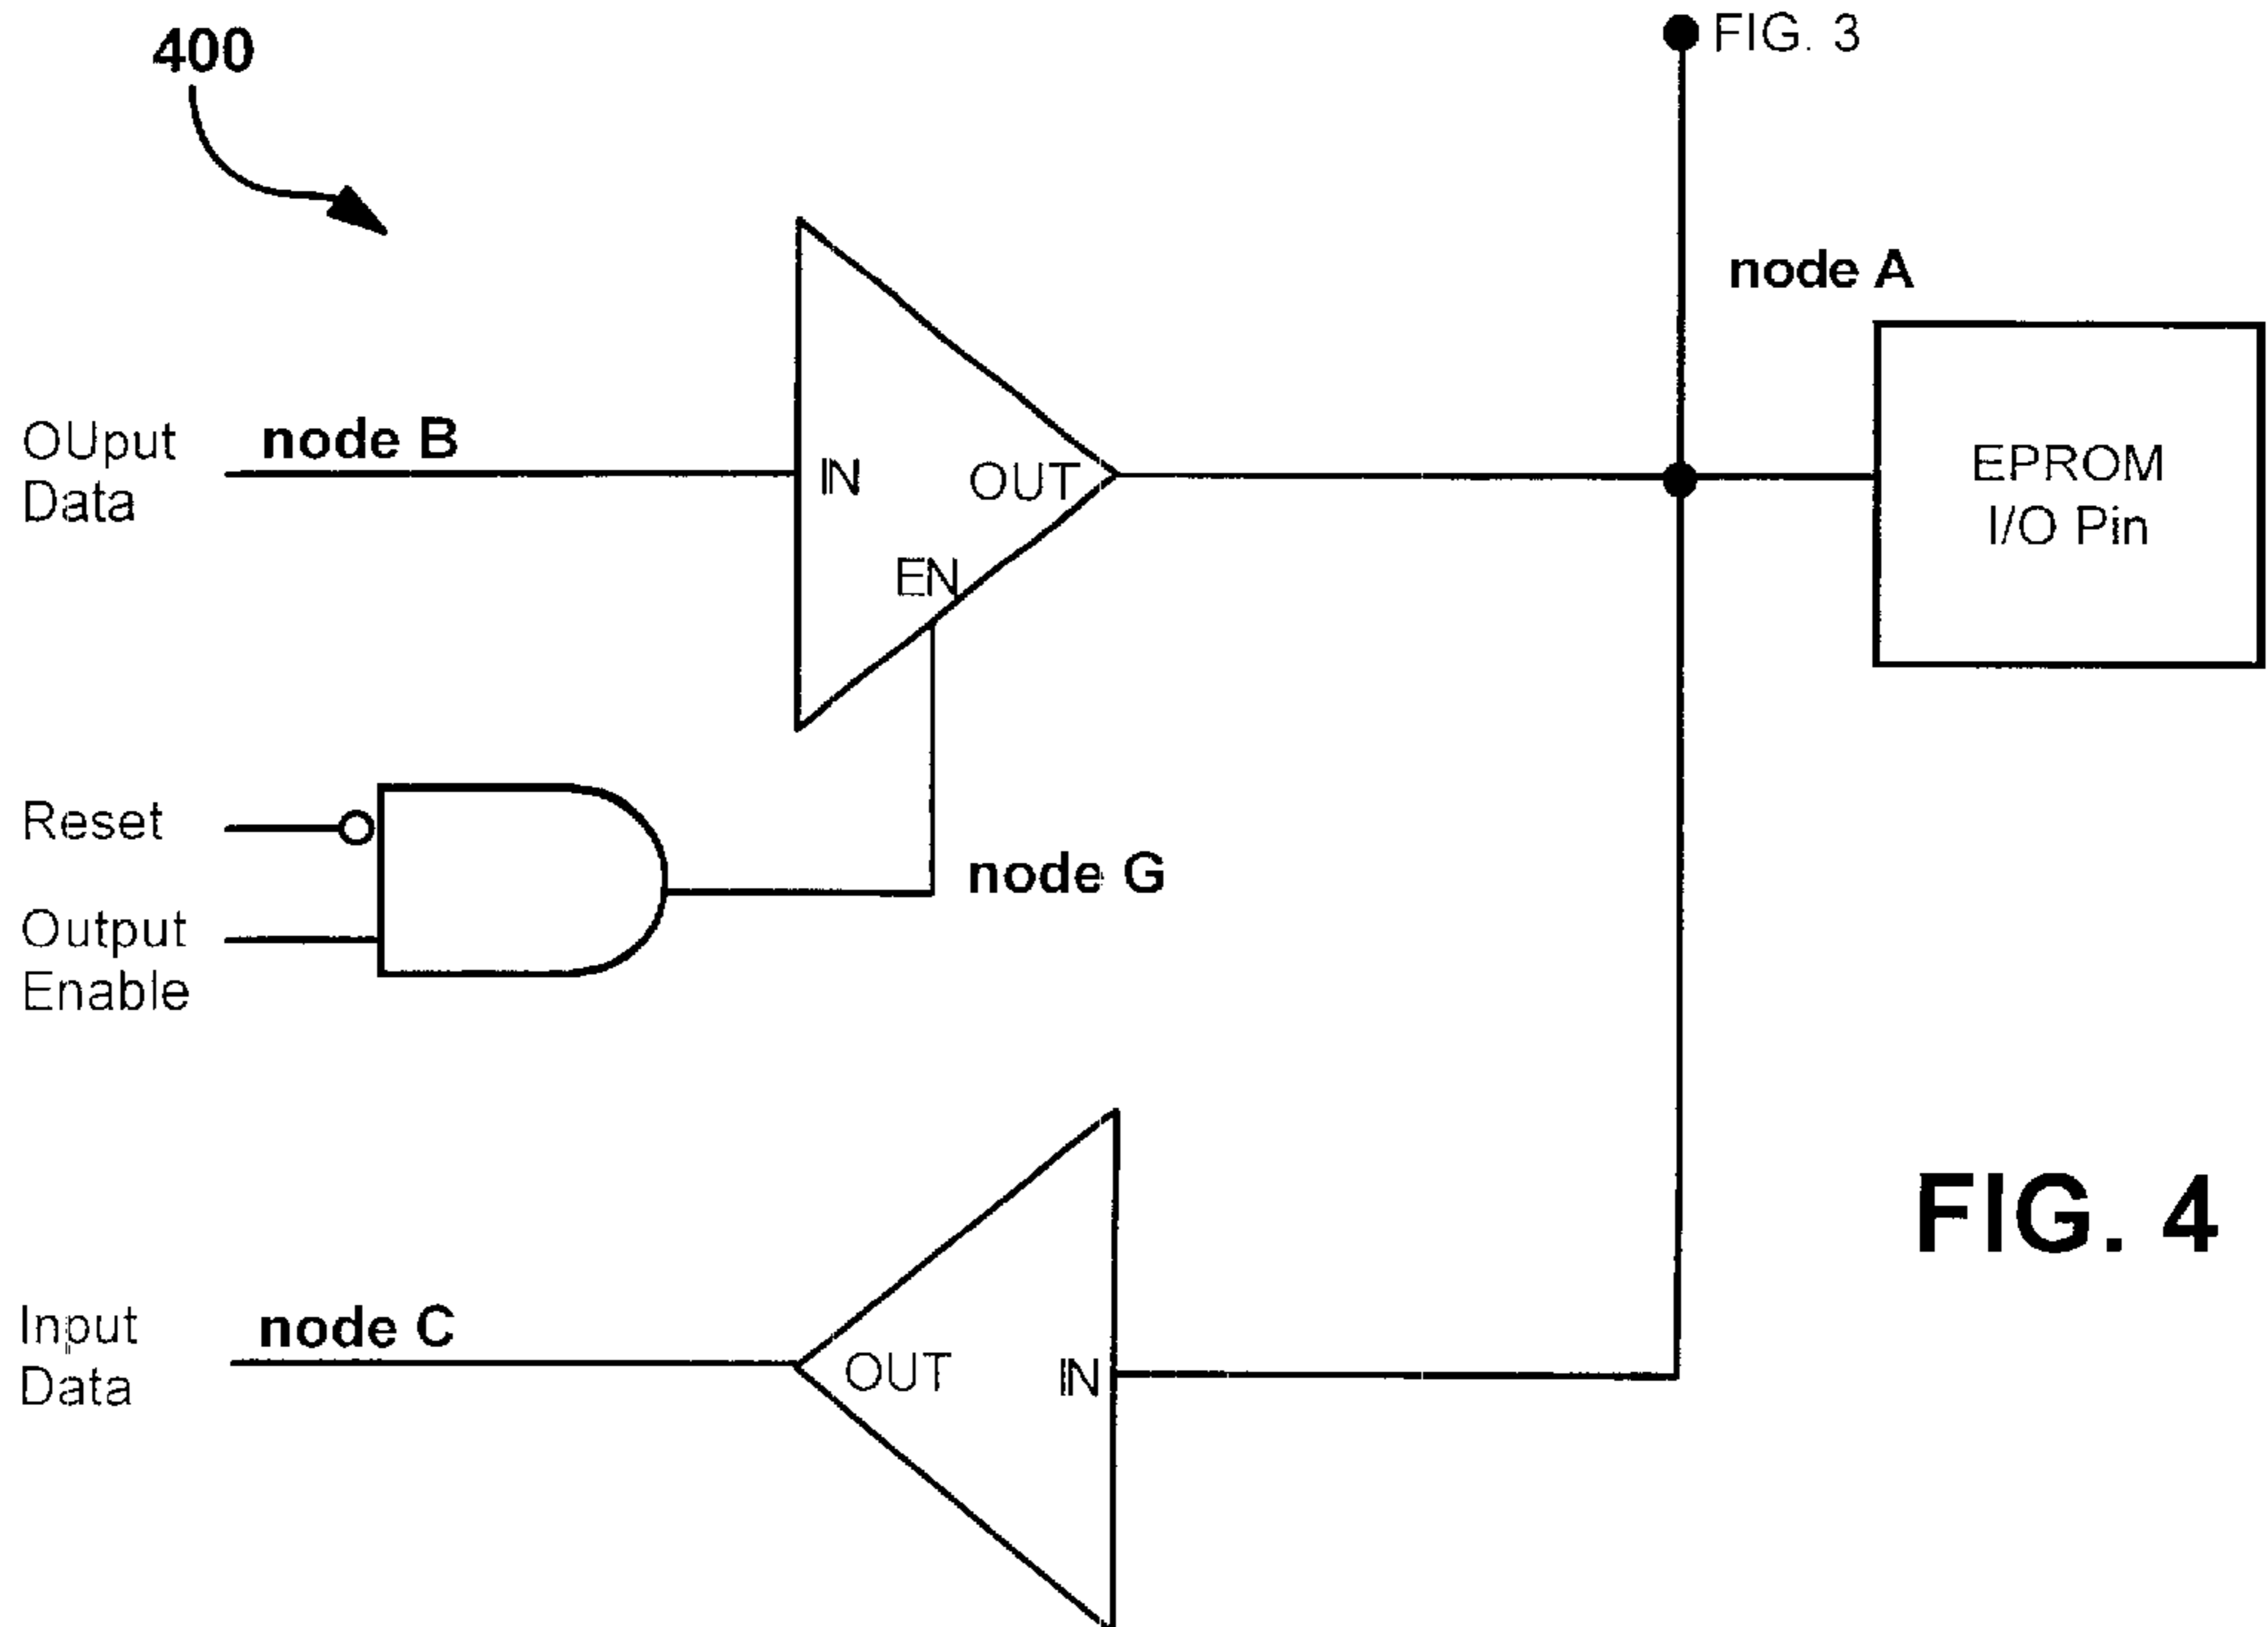 400
FIG. 3
node A
OUput
Data
node B
IN
OUT
EN
EPROM
I/O Pin
Reset
node G
Output
Enable
FIG. 4
Input
Data
node C
OUT
IN